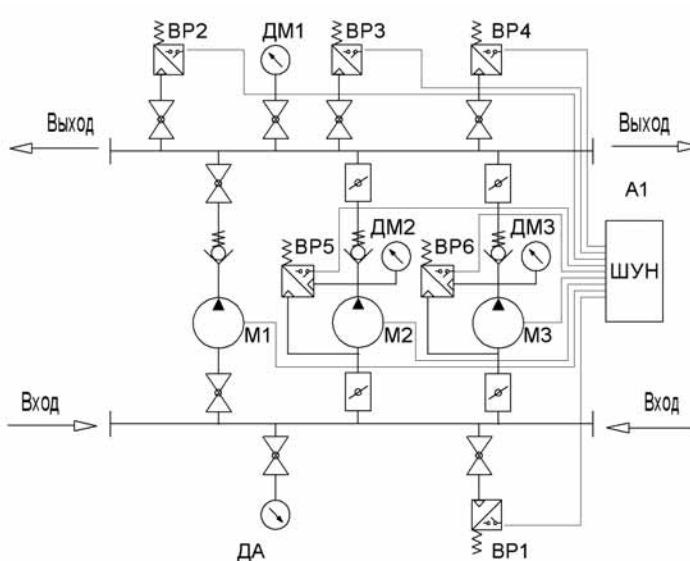 ВР2
ДМ1
ВР3
ВР4
Выход
Выход
А1
ВР5
ДМ2
ВР6
ДМ3
ШУН
М1
М2
М3
Вход
Вход
ДА
ВР1